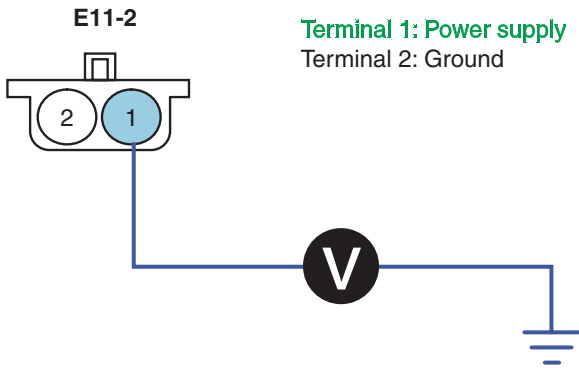 E11-2
Terminal 1: Power supply
Terminal 2: Ground
2 1
V